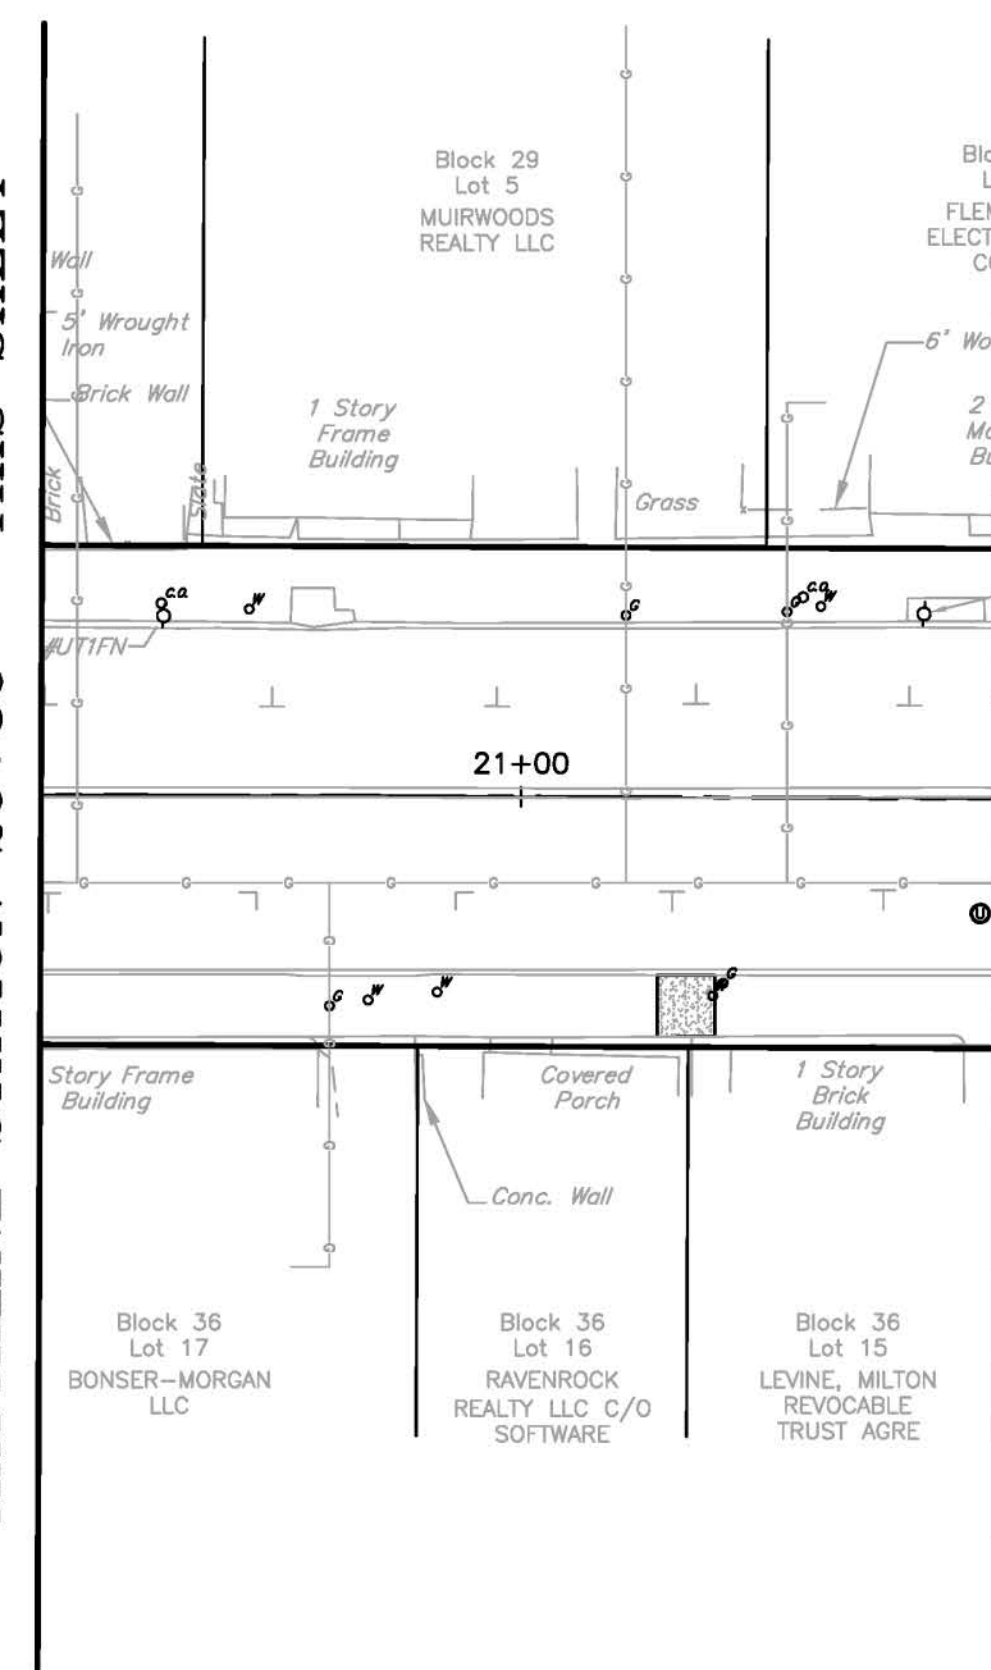 Block 29
Lot 5
MUIRWOODS
REALTY LLC
Wall
5' Wrought
Iron
Brick Wall
Brick
Slate
1 Story
Frame
Building
Grass
6' Wo
2
C.O.
W
G
G
C.O.
W
#UT1FN
21+00
U
G
W
W
G
Story Frame
Building
Covered
Porch
1 Story
Brick
Building
Conc. Wall
Block 36
Lot 17
BONSER-MORGAN
LLC
Block 36
Lot 16
RAVENROCK
REALTY LLC C/O
SOFTWARE
Block 36
Lot 15
LEVINE, MILTON
REVOCABLE
TRUST AGRE